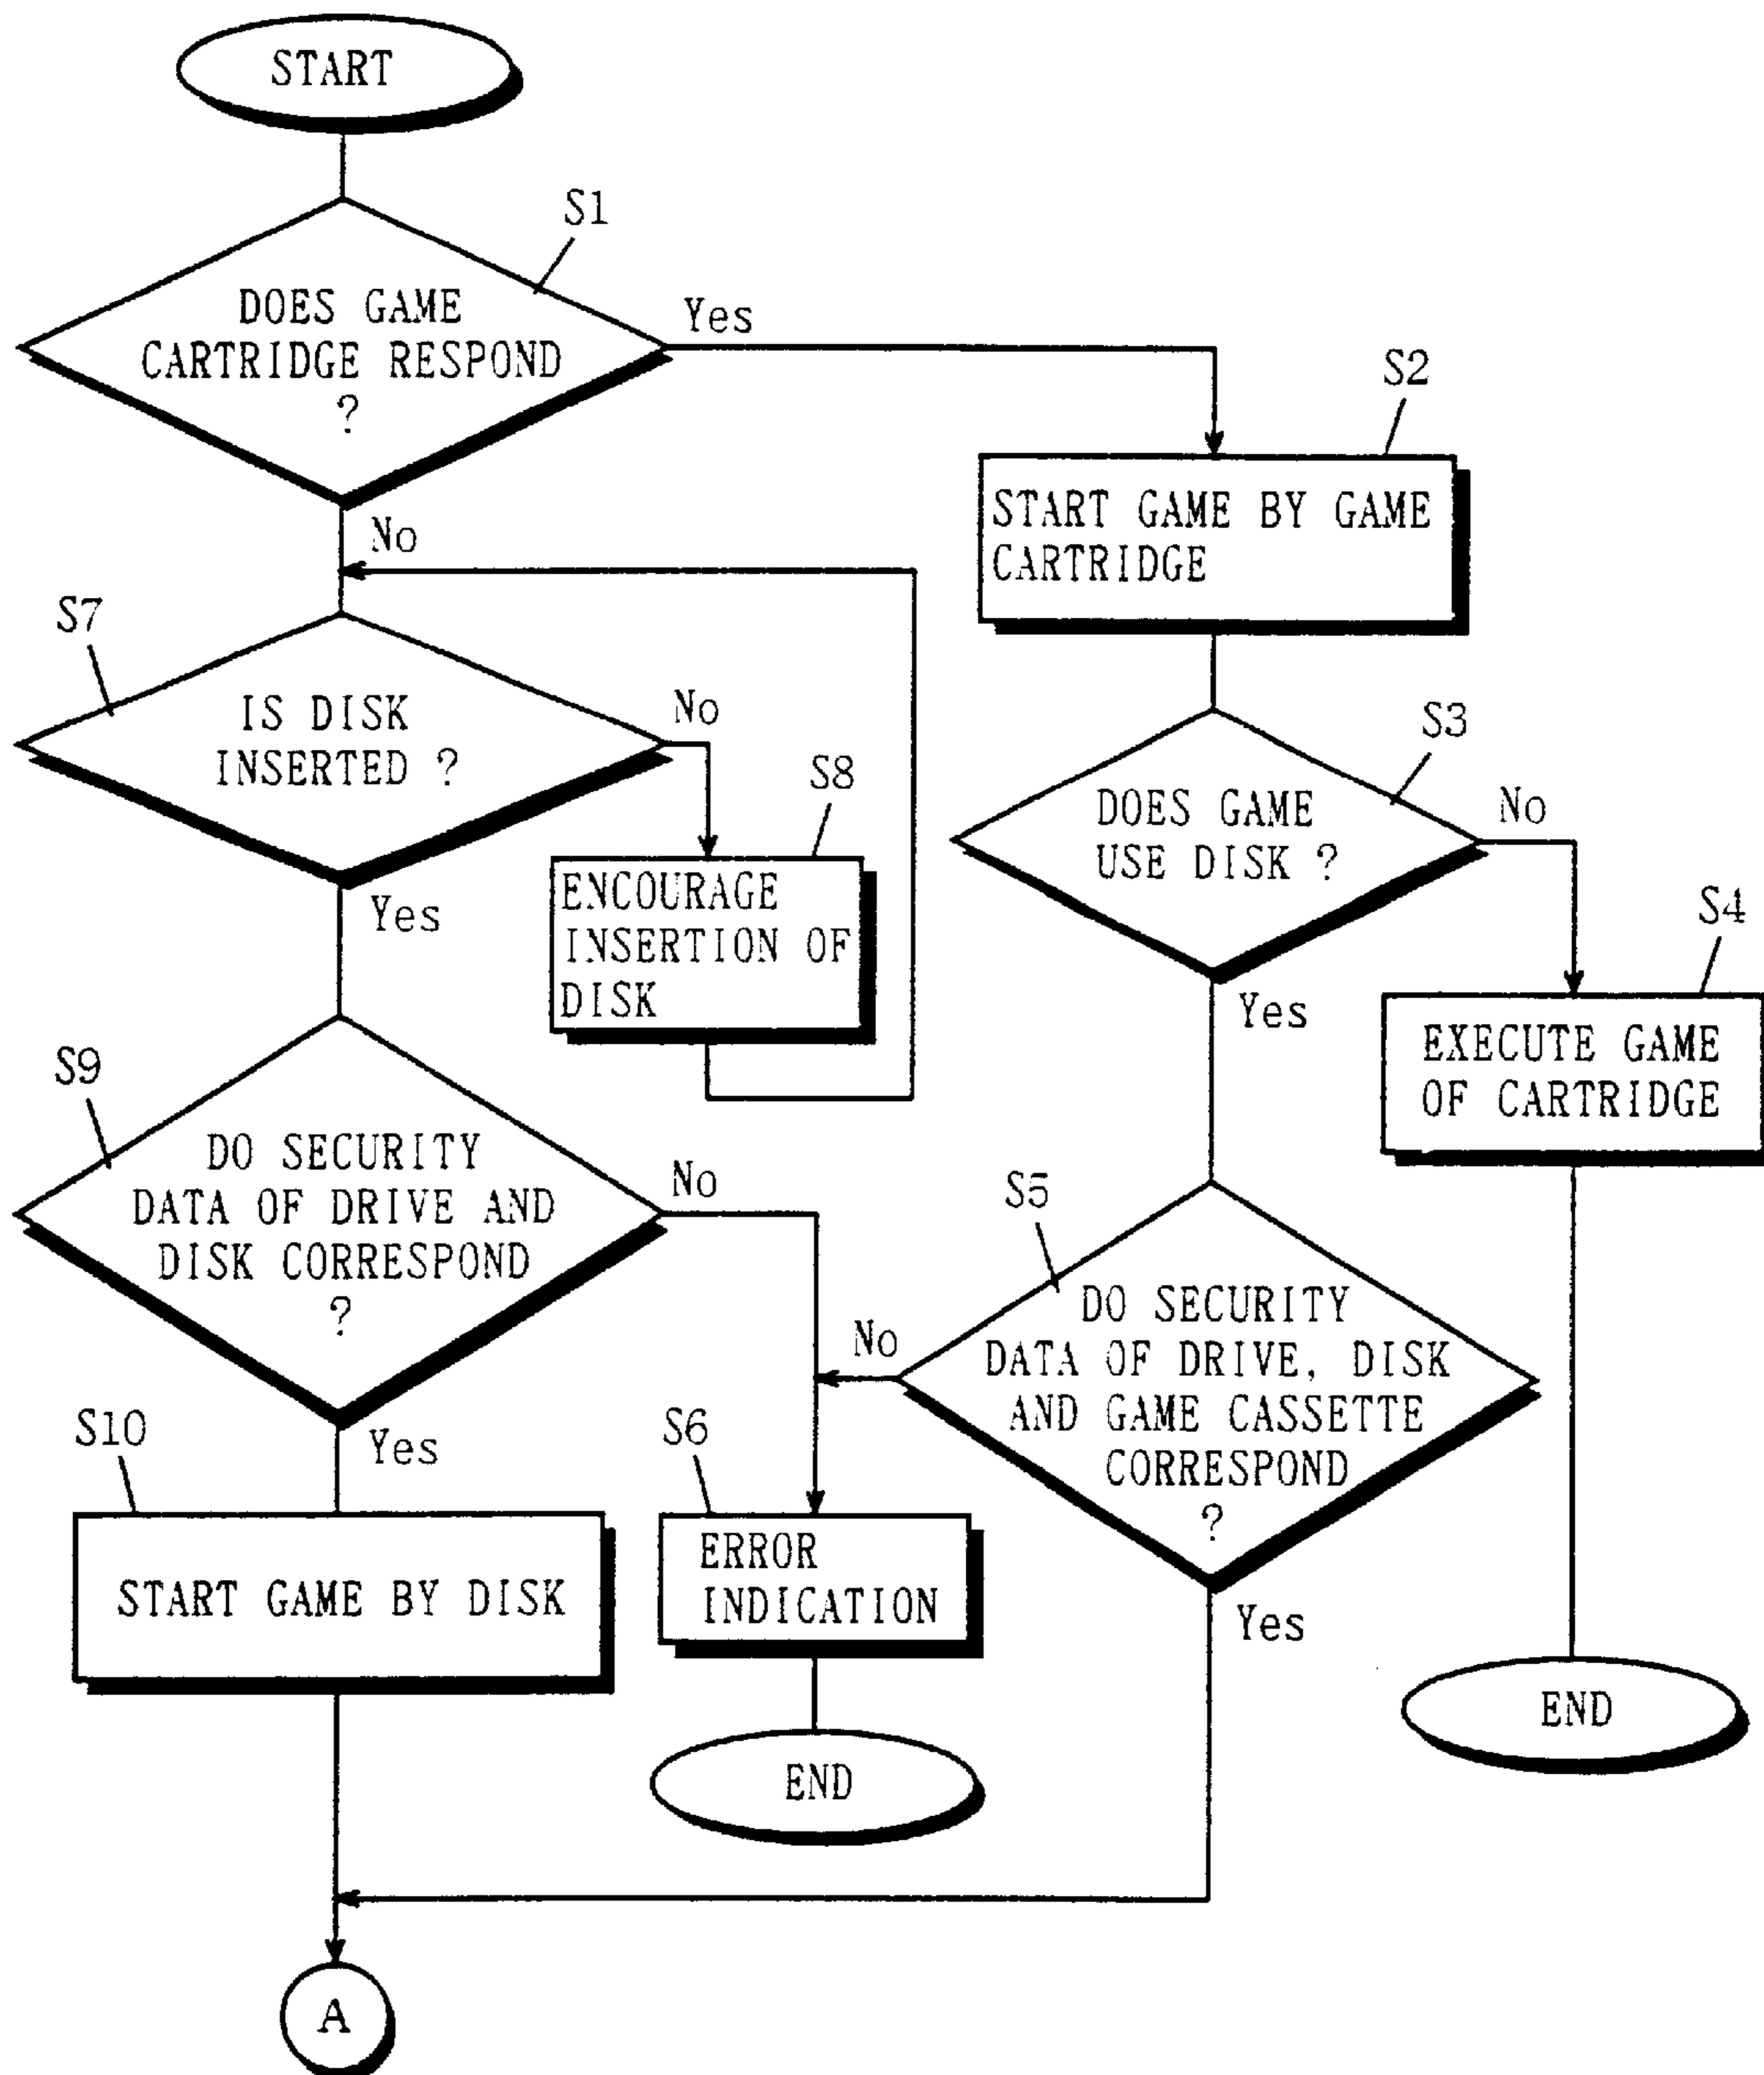 START
S1
DOES GAME
CARTRIDGE RESPOND
?
Yes
No
S2
START GAME BY GAME
CARTRIDGE
S7
IS DISK
INSERTED ?
No
Yes
S8
ENCOURAGE
INSERTION OF
DISK
S3
DOES GAME
USE DISK ?
No
Yes
S4
EXECUTE GAME
OF CARTRIDGE
S9
DO SECURITY
DATA OF DRIVE AND
DISK CORRESPOND
?
No
Yes
S5
DO SECURITY
DATA OF DRIVE, DISK
AND GAME CASSETTE
CORRESPOND
?
No
Yes
S10
START GAME BY DISK
S6
ERROR
INDICATION
END
END
A